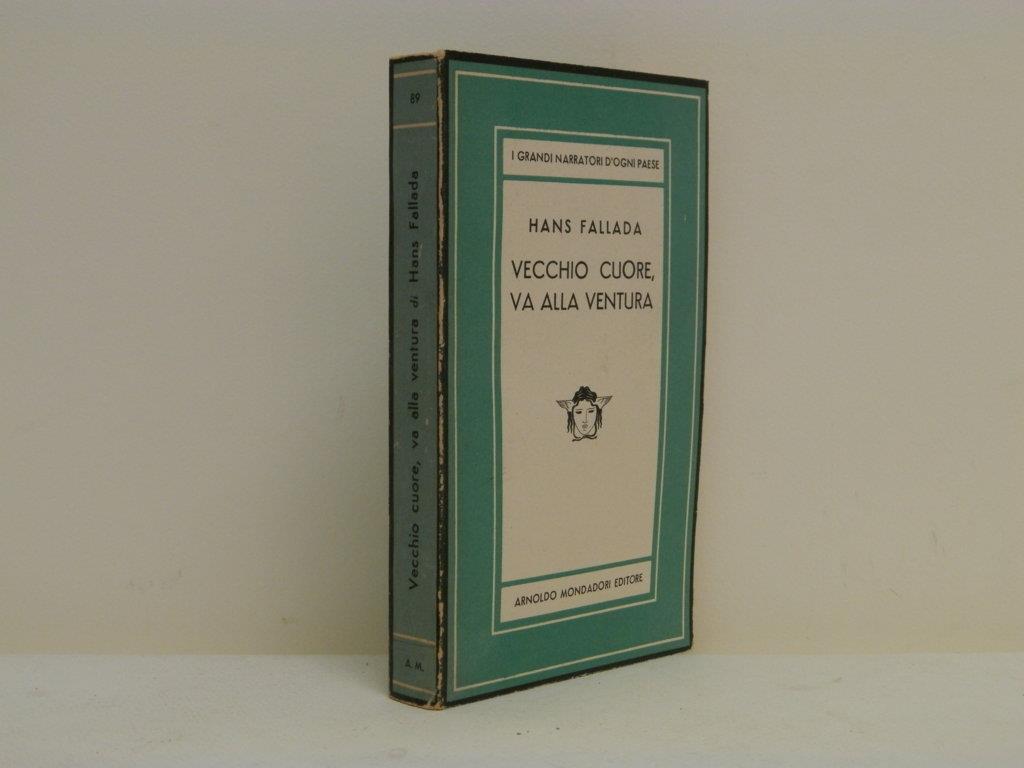 89
Vecchio cuore, va alla ventura di Hans Fallada
A. M.
I GRANDI NARRATORI D'OGNI PAESE
HANS FALLADA
VECCHIO CUORE,
VA ALLA VENTURA
ARNOLDO MONDADORI EDITORE